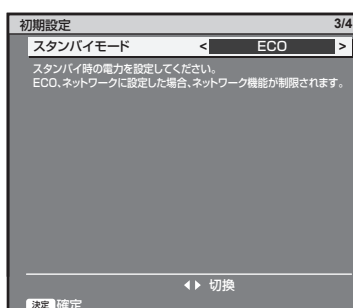 初期設定 3/4
スタンバイモード < ECO >
スタンバイ時の電力を設定してください。
ECO、ネットワークに設定した場合、ネットワーク機能が制限されます。
◀▶ 切換
決定 確定